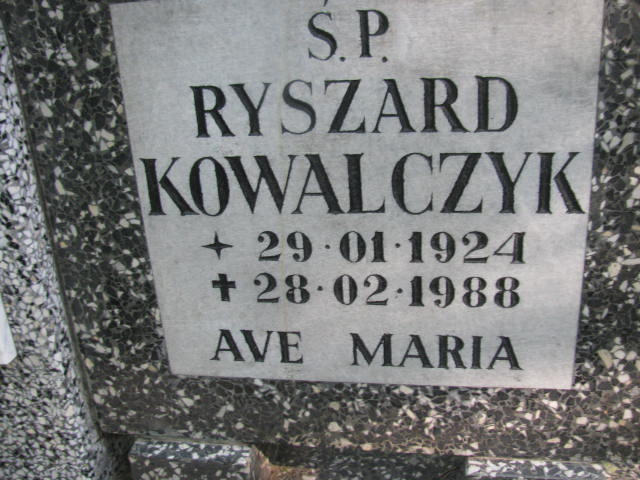 Ś.P.
RYSZARD
KOWALCZYK
✦ 29·01·1924
✝ 28·02·1988
AVE MARIA